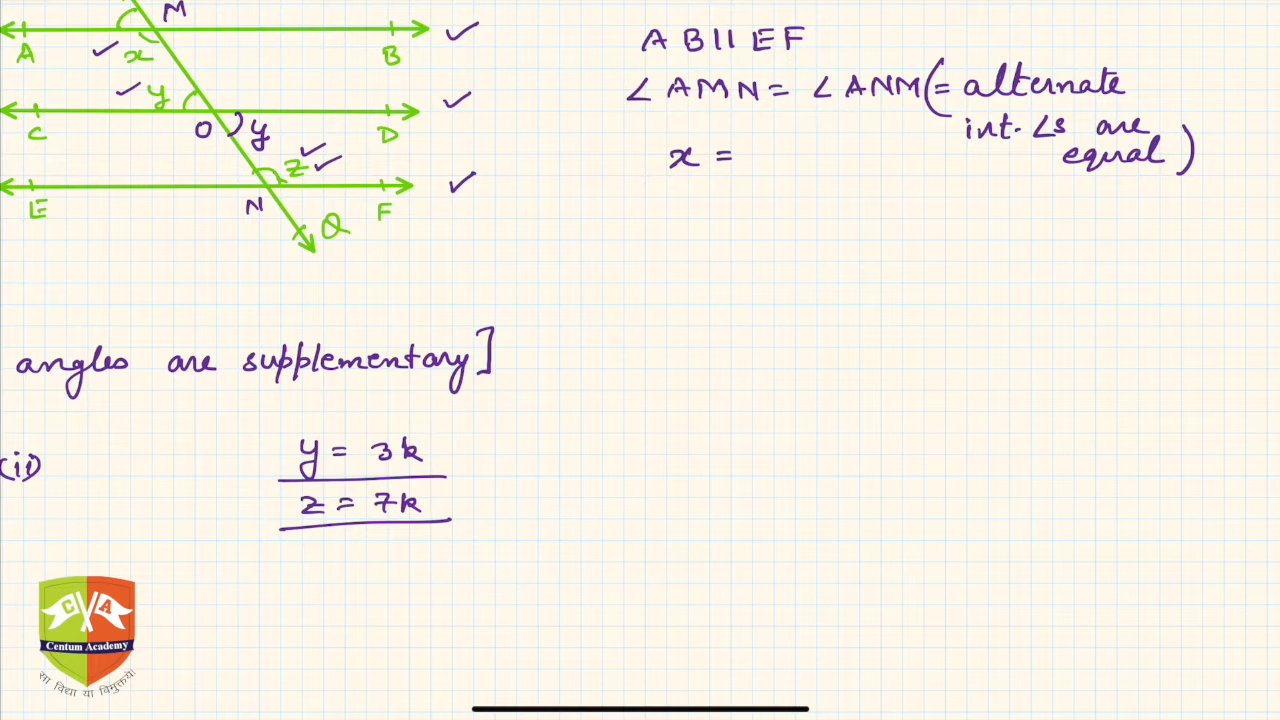 M
A
x
B
y
C
O
y
D
z
E
N
F
Q
AB||EF
∠AMN = ∠ANM (= alternate
int. ∠s are
equal)
x =
angles are supplementary]
(ii)
y = 3k
z = 7k
C A
Centum Academy
सा विद्या या विमुक्तये।